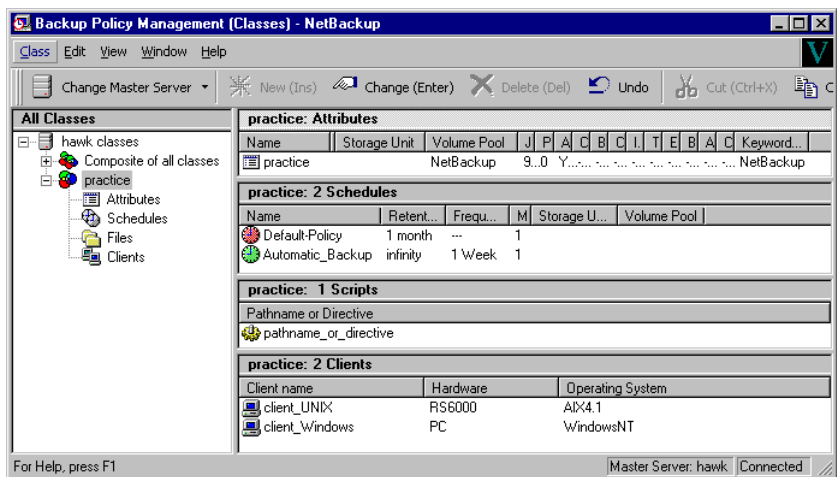 Backup Policy Management (Classes) - NetBackup
Class Edit View Window Help
Change Master Server New (Ins) Change (Enter) Delete (Del) Undo Cut (Ctrl+X) C
All Classes
hawk classes
Composite of all classes
practice
Attributes
Schedules
Files
Clients
practice: Attributes
Name Storage Unit Volume Pool J P A C B C I. T E B A C Keyword...
practice NetBackup 9...0 Y...-... -... -... -... -... -... -... -... -... NetBackup
practice: 2 Schedules
Name Retent... Frequ... M Storage U... Volume Pool
Default-Policy 1 month --- 1
Automatic_Backup infinity 1 Week 1
practice: 1 Scripts
Pathname or Directive
pathname_or_directive
practice: 2 Clients
Client name Hardware Operating System
client_UNIX RS6000 AIX4.1
client_Windows PC WindowsNT
For Help, press F1 Master Server: hawk Connected